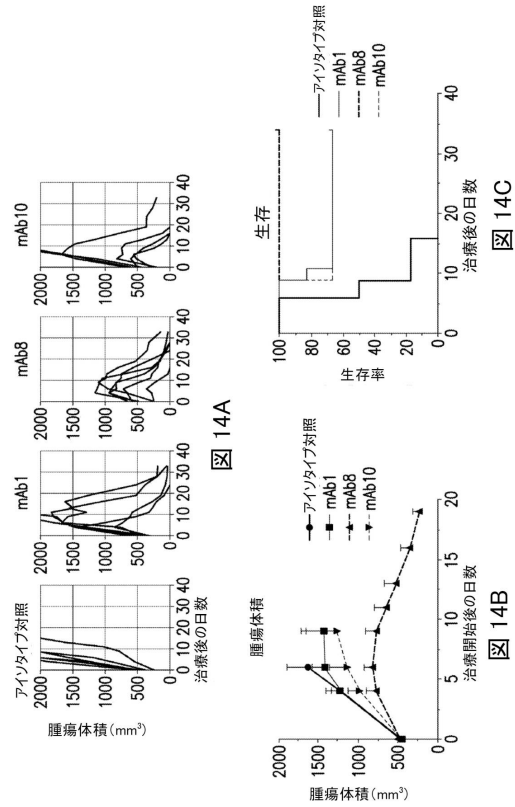 アイソタイプ対照
mAb1
mAb8
mAb10
腫瘍体積(mm³)
2000
1500
1000
500
0
0 10 20 30 40
2000
1500
1000
500
0
0 10 20 30 40
2000
1500
1000
500
0
0 10 20 30 40
2000
1500
1000
500
0
0 10 20 30 40
治療後の日数
図 14A
腫瘍体積
腫瘍体積(mm³)
2000
1500
1000
500
0
0 5 10 15 20
治療開始後の日数
アイソタイプ対照
mAb1
mAb8
mAb10
図 14B
生存
生存率
100
80
60
40
20
0
0 10 20 30 40
治療後の日数
アイソタイプ対照
mAb1
mAb8
mAb10
図 14C